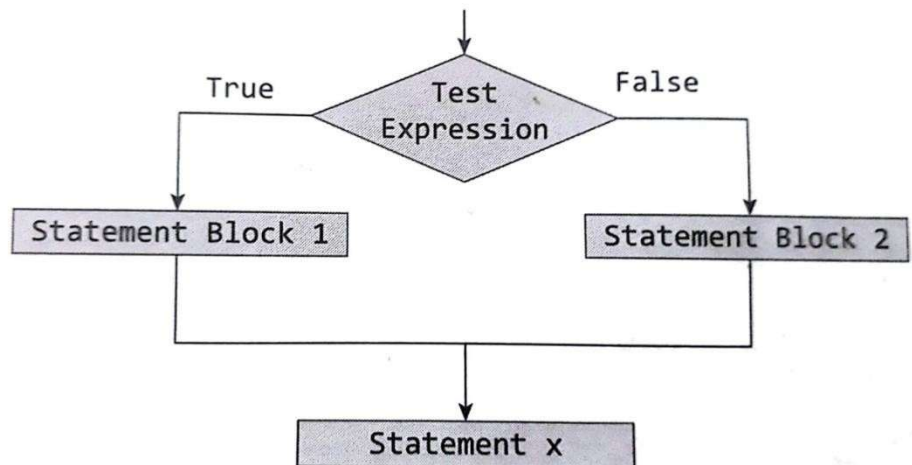 True
Test
Expression
False
Statement Block 1
Statement Block 2
Statement x